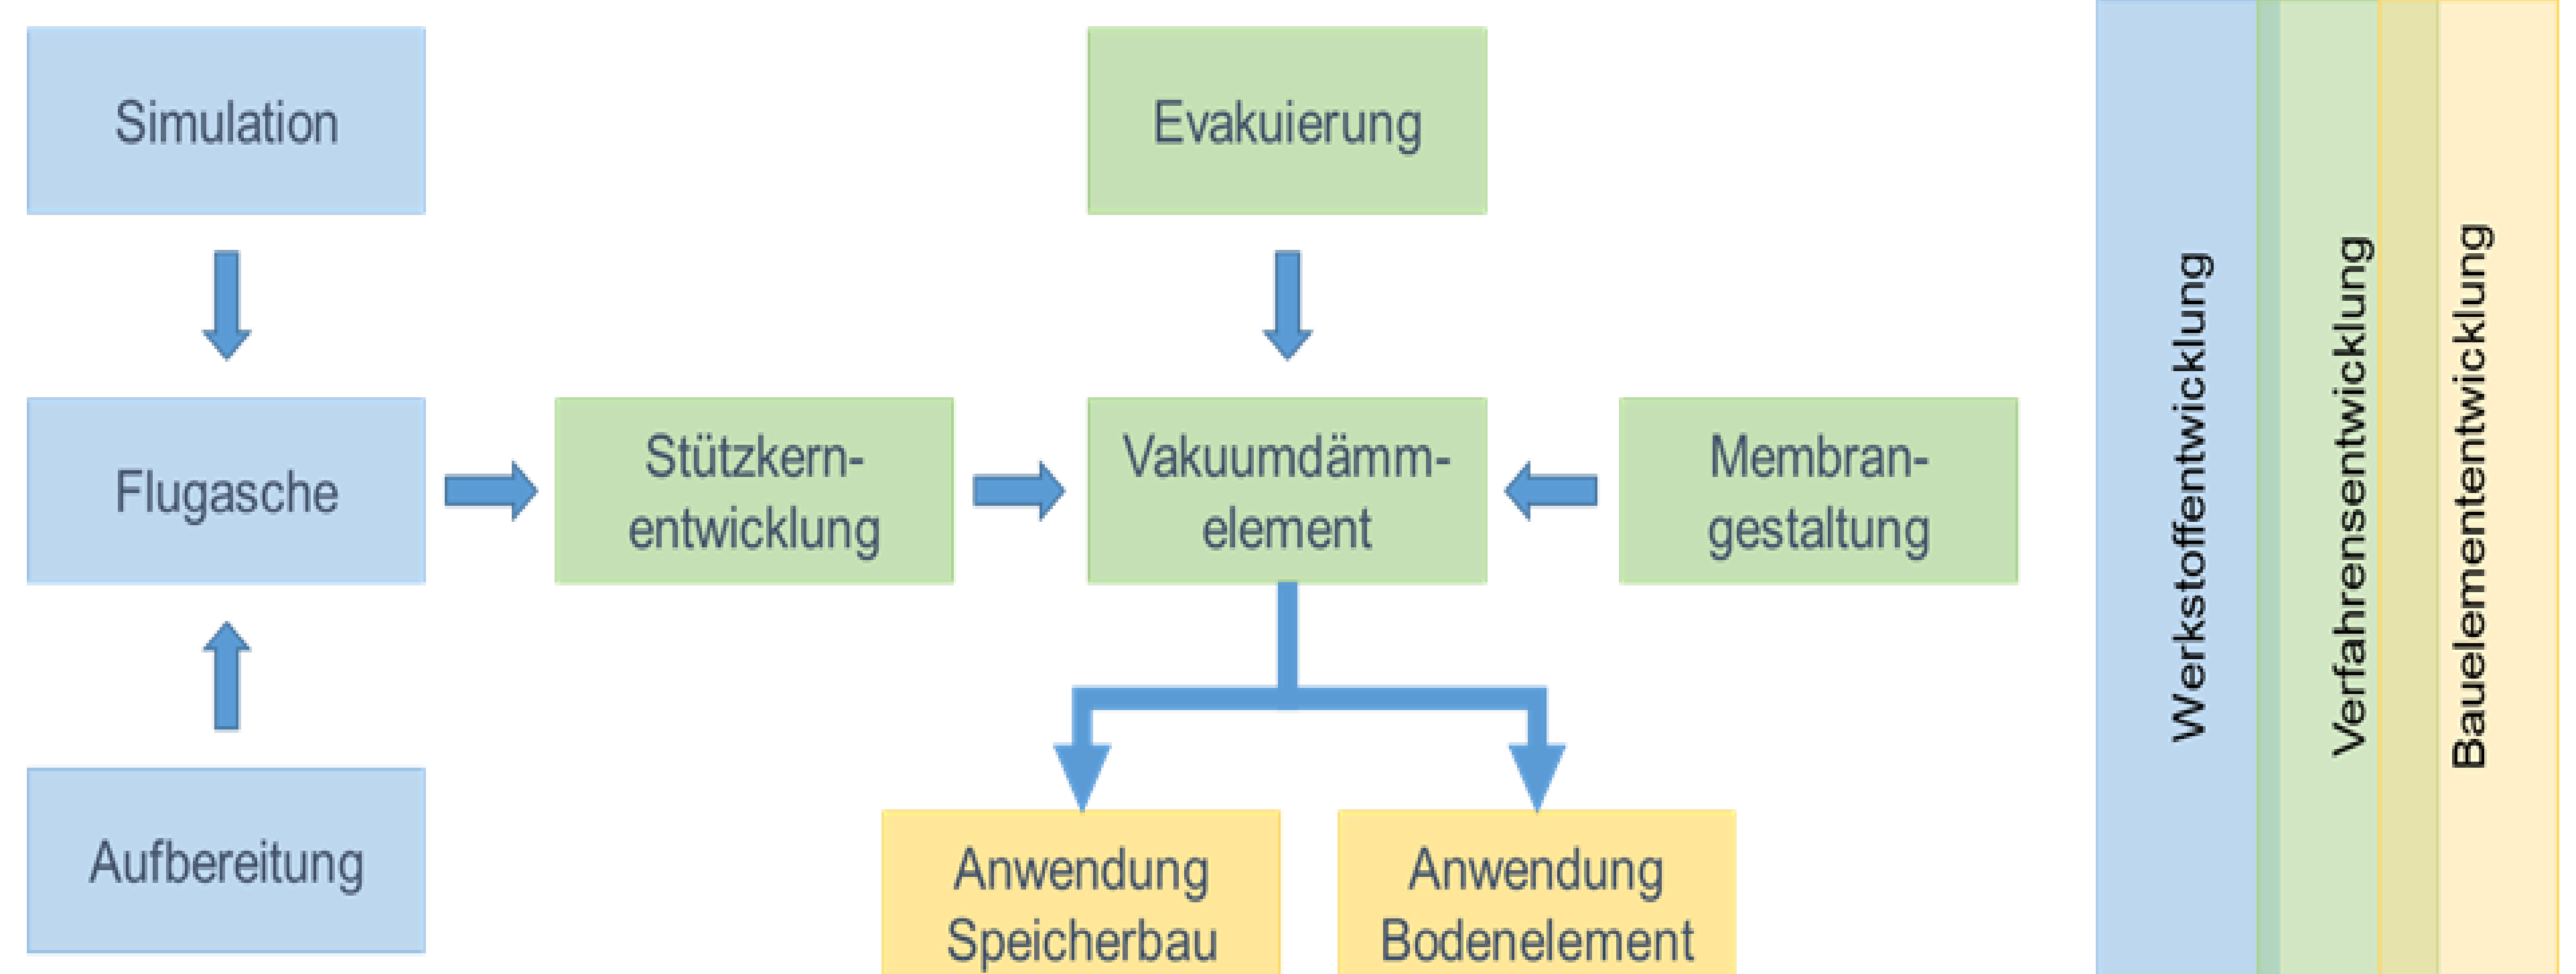 Simulation
Evakuierung
Flugasche
Stützkern-
entwicklung
Vakuumdämm-
element
Membran-
gestaltung
Aufbereitung
Anwendung
Speicherbau
Anwendung
Bodenelement
Werkstoffentwicklung
Verfahrensentwicklung
Bauelemententwicklung